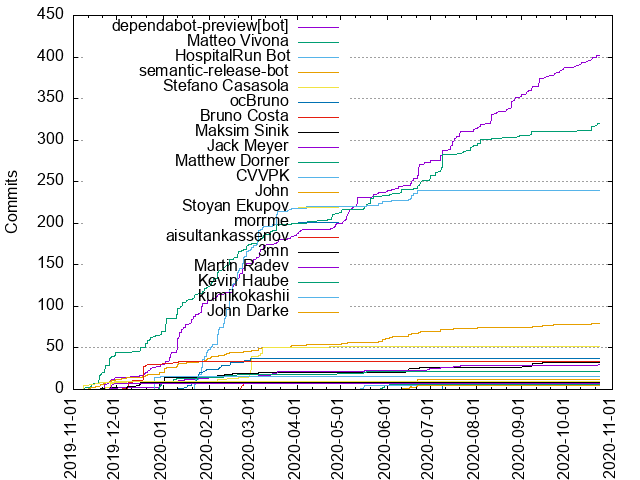 450
400
350
300
250
200
150
100
50
0
Commits
dependabot-preview[bot]
Matteo Vivona
HospitalRun Bot
semantic-release-bot
Stefano Casasola
ocBruno
Bruno Costa
Maksim Sinik
Jack Meyer
Matthew Dorner
CVVPK
John
Stoyan Ekupov
morrme
aisultankassenov
3mn
Martin Radev
Kevin Haube
kumikokashii
John Darke
2019-11-01
2019-12-01
2020-01-01
2020-02-01
2020-03-01
2020-04-01
2020-05-01
2020-06-01
2020-07-01
2020-08-01
2020-09-01
2020-10-01
2020-11-01